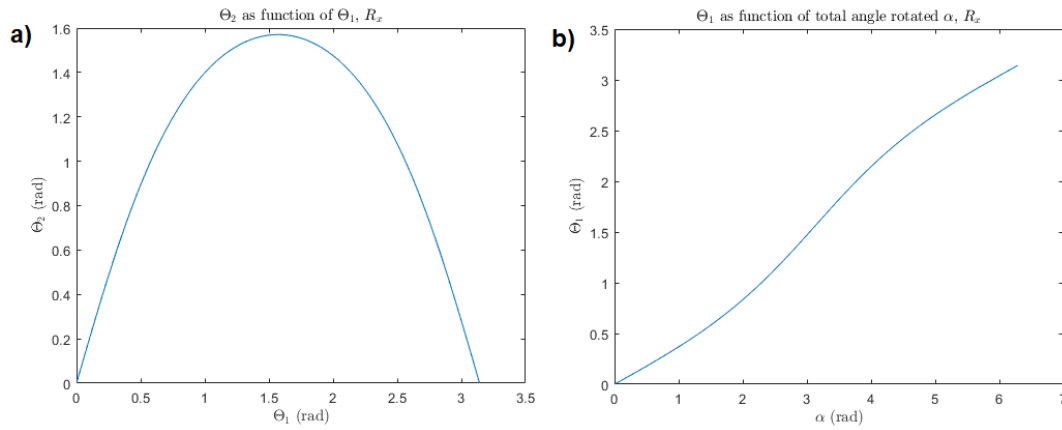 a)
Θ₂ as function of Θ₁, Rₓ
1.6
1.4
1.2
1
0.8
0.6
0.4
0.2
0
Θ₂ (rad)
0 0.5 1 1.5 2 2.5 3 3.5
Θ₁ (rad)
b)
Θ₁ as function of total angle rotated α, Rₓ
3.5
3
2.5
2
1.5
1
0.5
0
Θ₁ (rad)
0 1 2 3 4 5 6 7
α (rad)